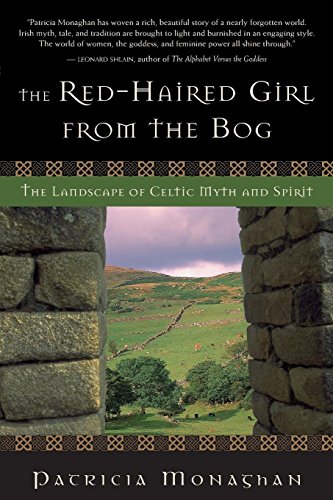 "Patricia Monaghan has woven a rich, beautiful story of a nearly forgotten world.
Irish myth, tale, and tradition are brought to light and burnished in an engaging style.
The world of women, the goddess, and feminine power all shine through."
— LEONARD SHLAIN, author of The Alphabet Versus the Goddess
THE RED-HAIRED GIRL
FROM THE BOG
THE LANDSCAPE OF CELTIC MYTH AND SPIRIT
PATRICIA MONAGHAN